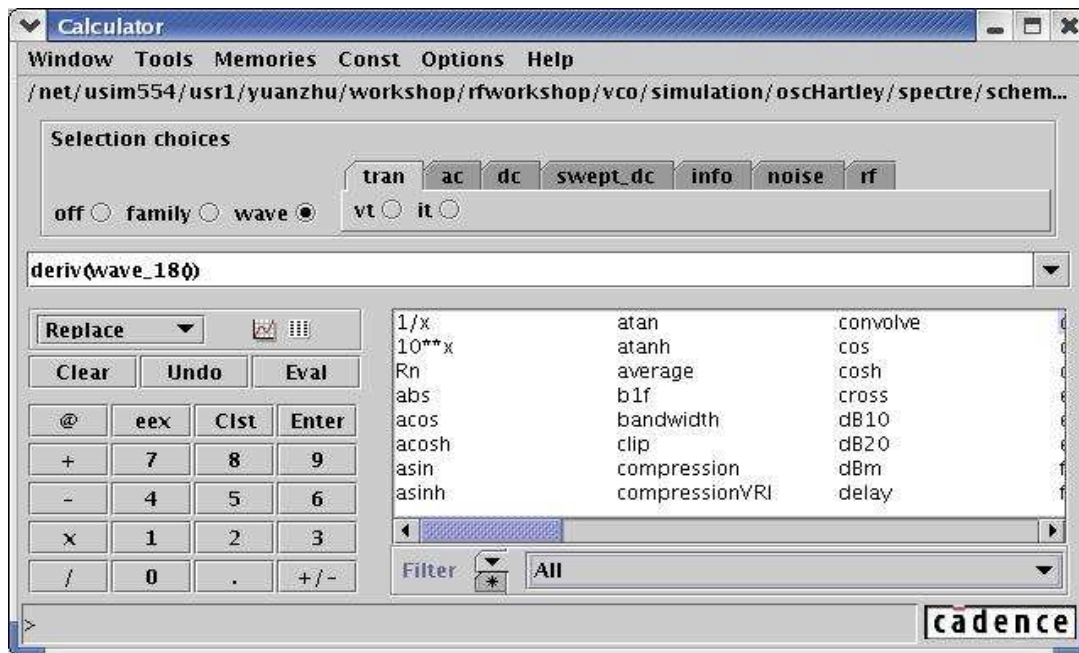 Calculator
Window Tools Memories Const Options Help
/net/usim554/usr1/yuanzhu/workshop/rfworkshop/vco/simulation/oscHartley/spectre/schem...
Selection choices
tran ac dc swept_dc info noise rf
off family wave vt it
deriv(wave_18())
Replace
Clear Undo Eval
@ eex Clst Enter
+ 7 8 9
- 4 5 6
x 1 2 3
/ 0 . +/-
1/x atan convolve
10**x atanh cos
Rn average cosh
abs b1f cross
acos bandwidth dB10
acosh clip dB20
asin compression dBm
asinh compressionVRI delay
Filter All
>
cadence